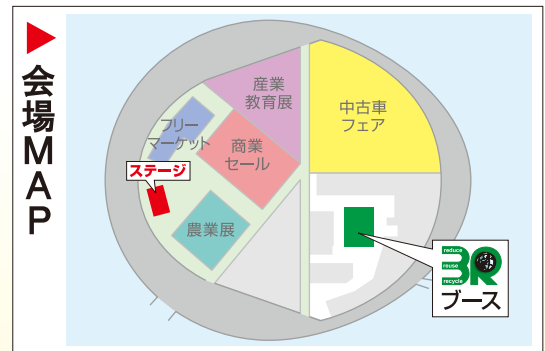 ▶会場MAP
産業
教育展
中古車
フェア
フリー
マーケット
商業
セール
ステージ
農業展
reduce
reuse
recycle
3R
ブース